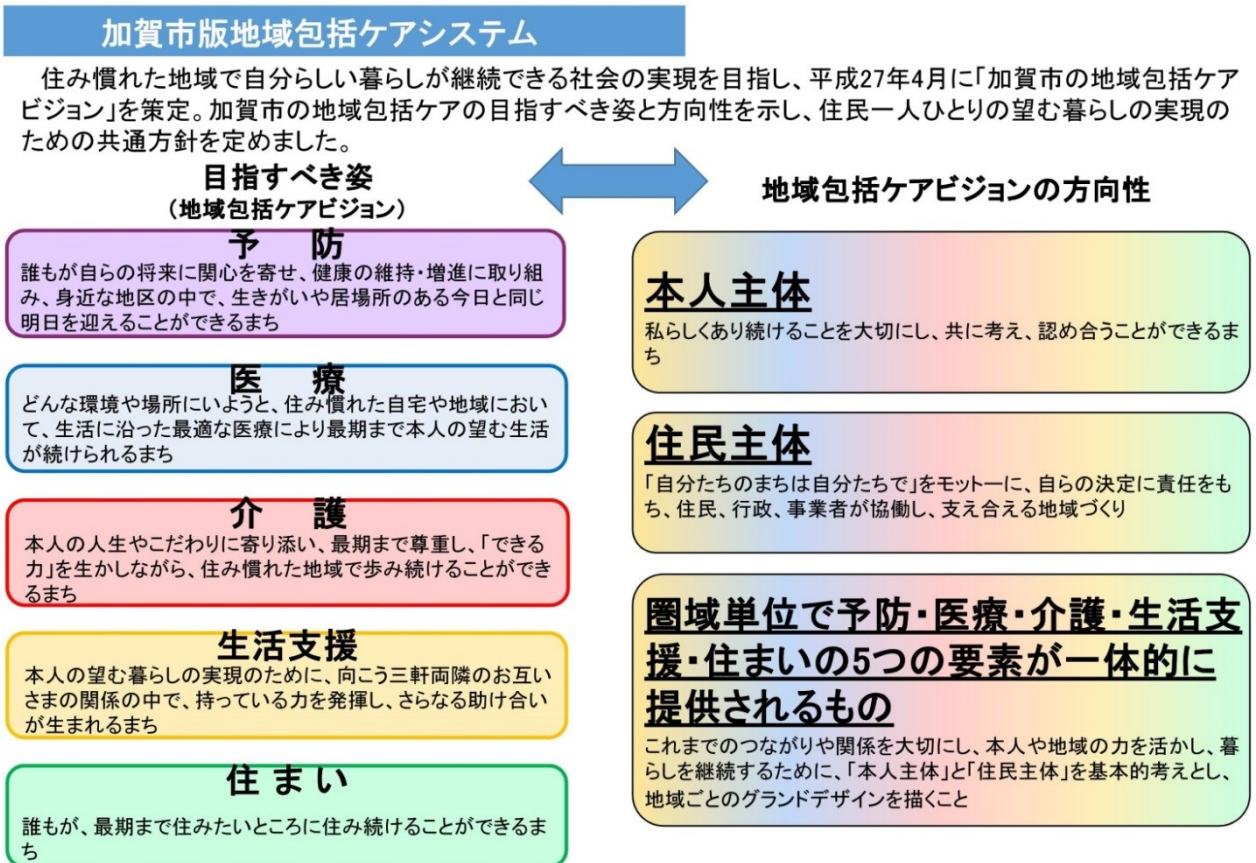 加賀市版地域包括ケアシステム
住み慣れた地域で自分らしい暮らしが継続できる社会の実現を目指し、平成27年4月に「加賀市の地域包括ケア
ビジョン」を策定。加賀市の地域包括ケアの目指すべき姿と方向性を示し、住民一人ひとりの望む暮らしの実現の
ための共通方針を定めました。
目指すべき姿
(地域包括ケアビジョン)
予 防
誰もが自らの将来に関心を寄せ、健康の維持・増進に取り組
み、身近な地区の中で、生きがいや居場所のある今日と同じ
明日を迎えることができるまち
医 療
どんな環境や場所にいようと、住み慣れた自宅や地域におい
て、生活に沿った最適な医療により最期まで本人の望む生活
が続けられるまち
介 護
本人の人生やこだわりに寄り添い、最期まで尊重し、「できる
力」を生かしながら、住み慣れた地域で歩み続けることができ
るまち
生活支援
本人の望む暮らしの実現のために、向こう三軒両隣のお互い
さまの関係の中で、持っている力を発揮し、さらなる助け合い
が生まれるまち
住 ま い
誰もが、最期まで住みたいところに住み続けることができるま
ち
地域包括ケアビジョンの方向性
本人主体
私らしくあり続けることを大切にし、共に考え、認め合うことができるま
ち
住民主体
「自分たちのまちは自分たちで」をモットーに、自らの決定に責任をも
ち、住民、行政、事業者が協働し、支え合える地域づくり
圏域単位で予防・医療・介護・生活支
援・住まいの5つの要素が一体的に
提供されるもの
これまでのつながりや関係を大切にし、本人や地域の力を活かし、暮
らしを継続するために、「本人主体」と「住民主体」を基本的考えとし、
地域ごとのグランドデザインを描くこと